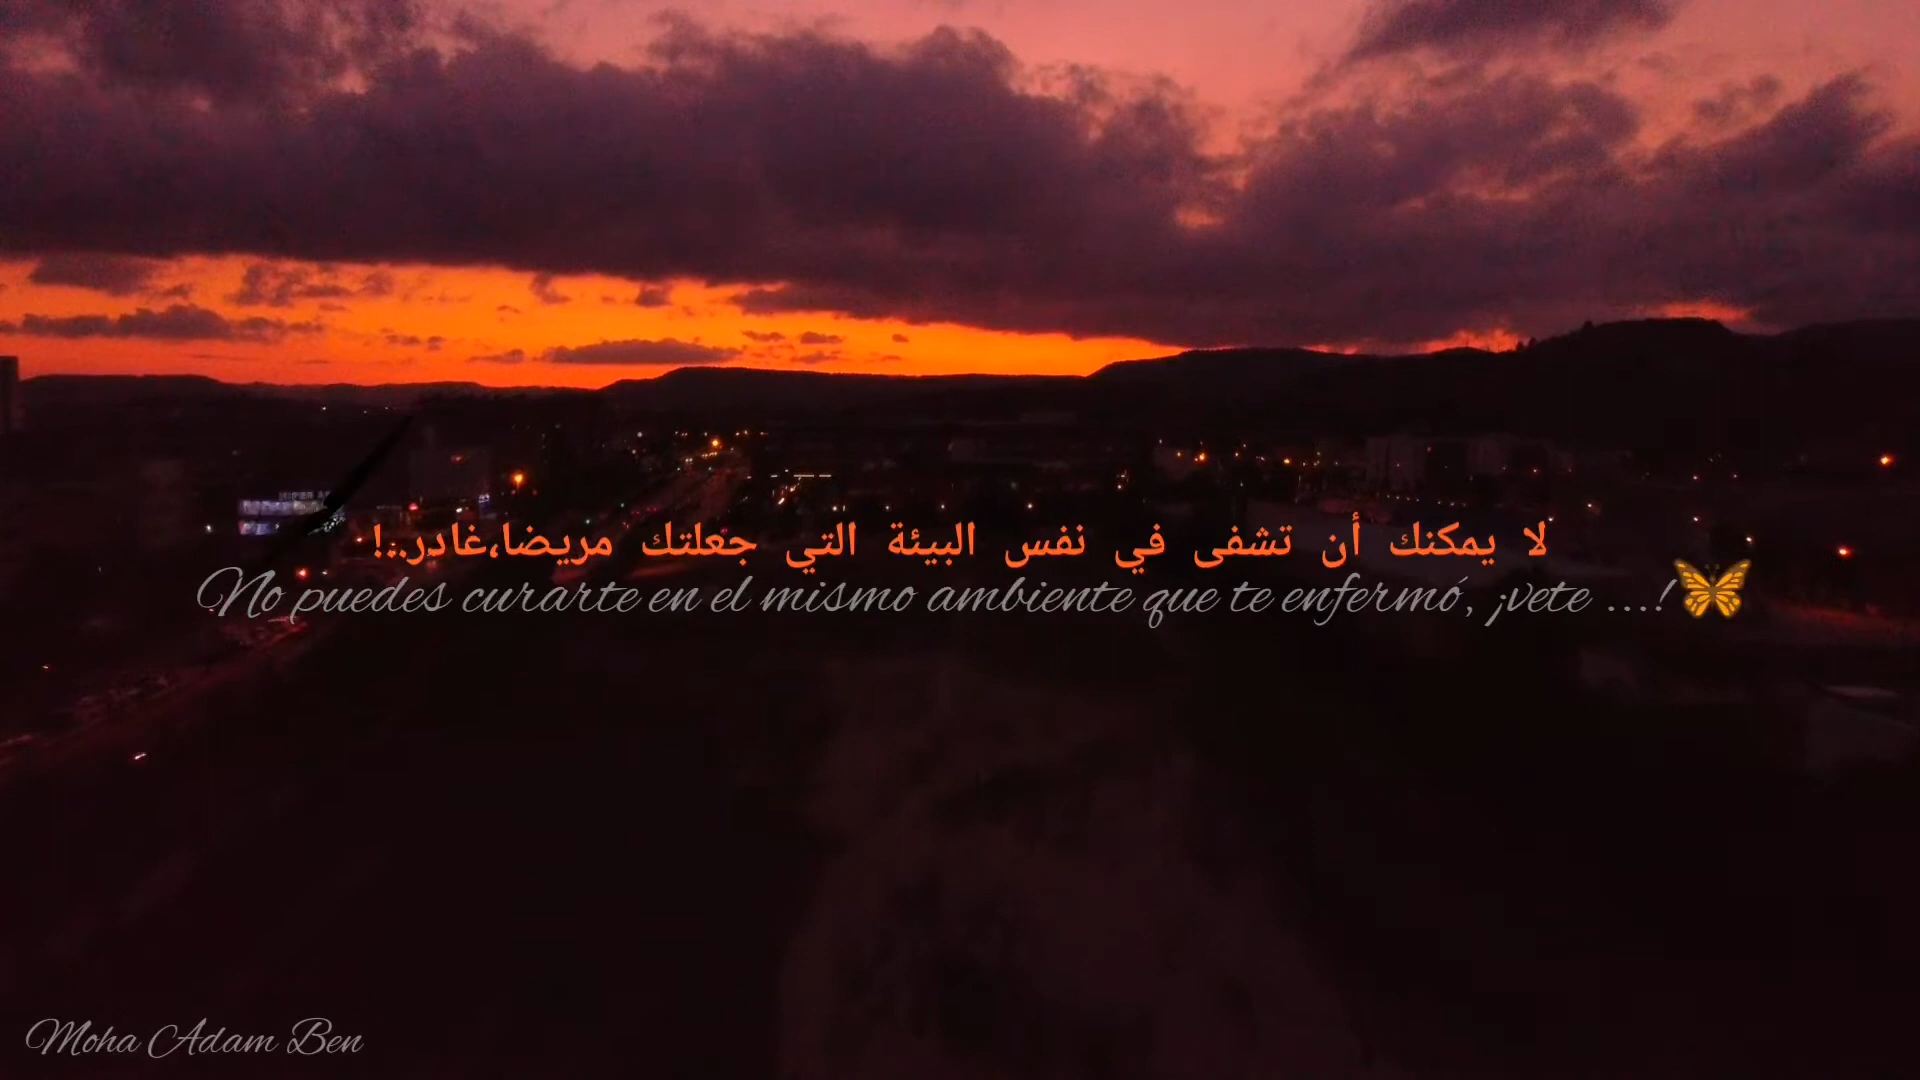 لا يمكنك أن تشفى في نفس البيئة التي جعلتك مريضا،غادر..!
No puedes curarte en el mismo ambiente que te enfermó, ¡vete ...!🦋
Moha Adam Ben